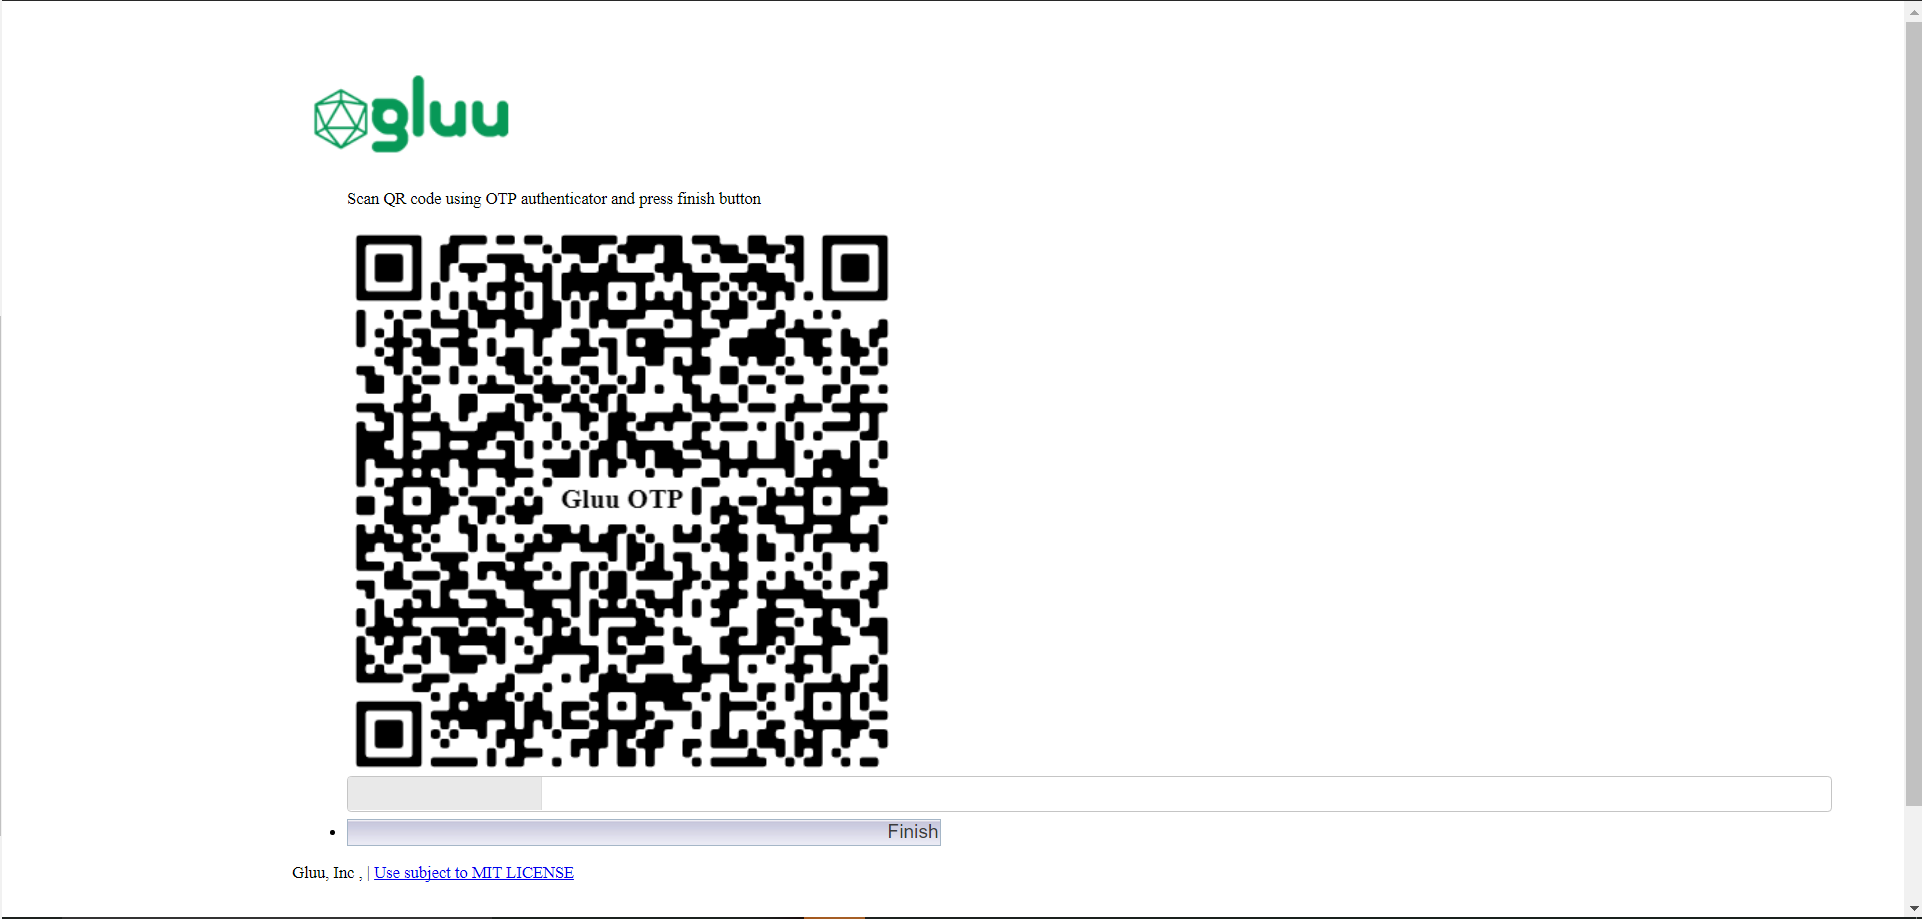 gluu
Scan QR code using OTP authenticator and press finish button
Gluu OTP
Finish
Gluu, Inc , | Use subject to MIT LICENSE